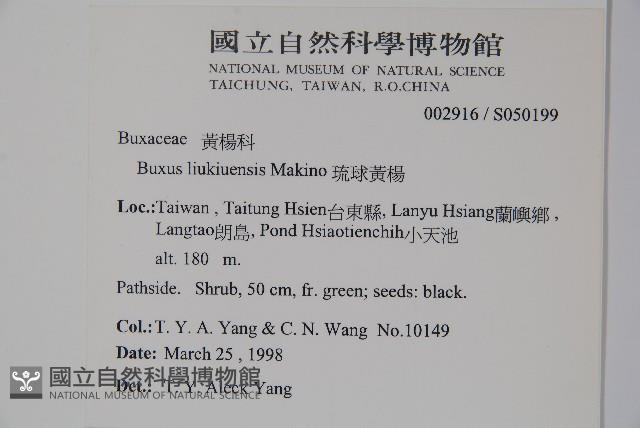 國立自然科學博物館
NATIONAL MUSEUM OF NATURAL SCIENCE
TAICHUNG, TAIWAN, R.O.CHINA
002916 / S050199
Buxaceae 黃楊科
Buxus liukiuensis Makino 琉球黃楊
Loc.:Taiwan , Taitung Hsien台東縣, Lanyu Hsiang蘭嶼鄉 ,
Langtao朗島, Pond Hsiaotienchih小天池
alt. 180 m.
Pathside. Shrub, 50 cm, fr. green; seeds: black.
Col.: T. Y. A. Yang & C. N. Wang No.10149
Date: March 25 , 1998
Det.: T. Y. Aleck Yang
國立自然科學博物館
NATIONAL MUSEUM OF NATURAL SCIENCE